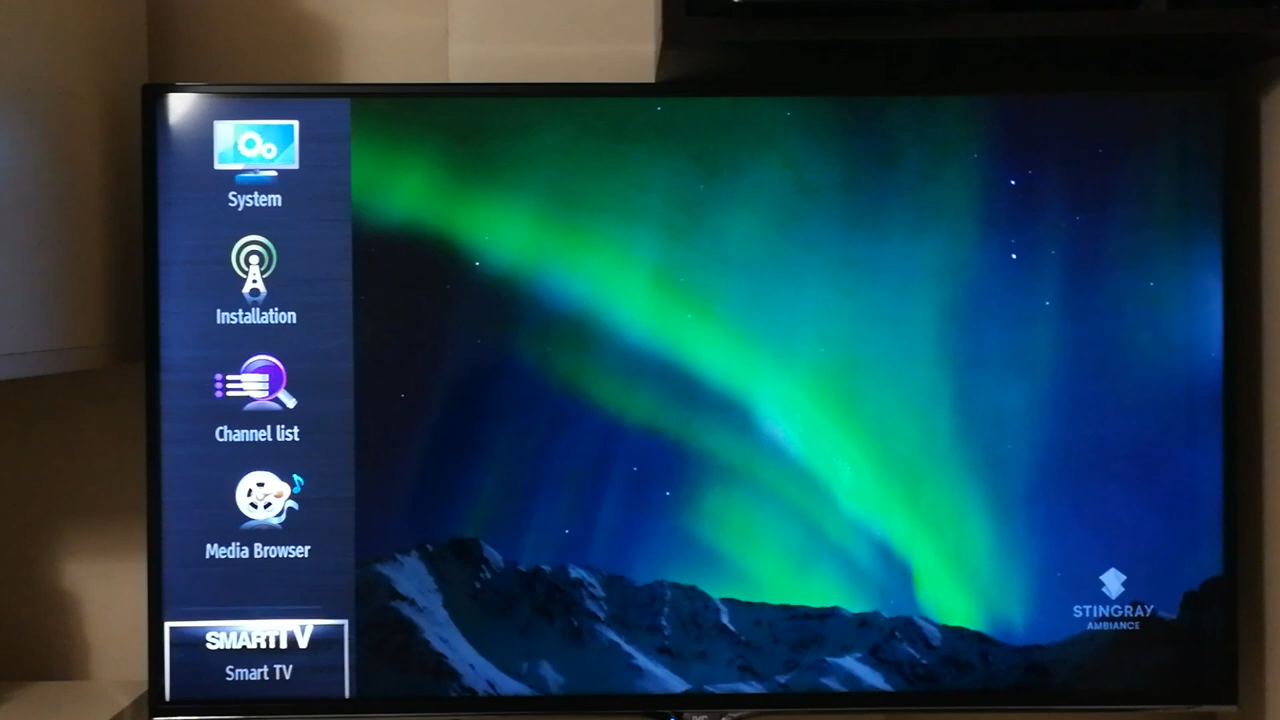 System
Installation
Channel list
Media Browser
SMART TV
Smart TV
STINGRAY
AMBIANCE